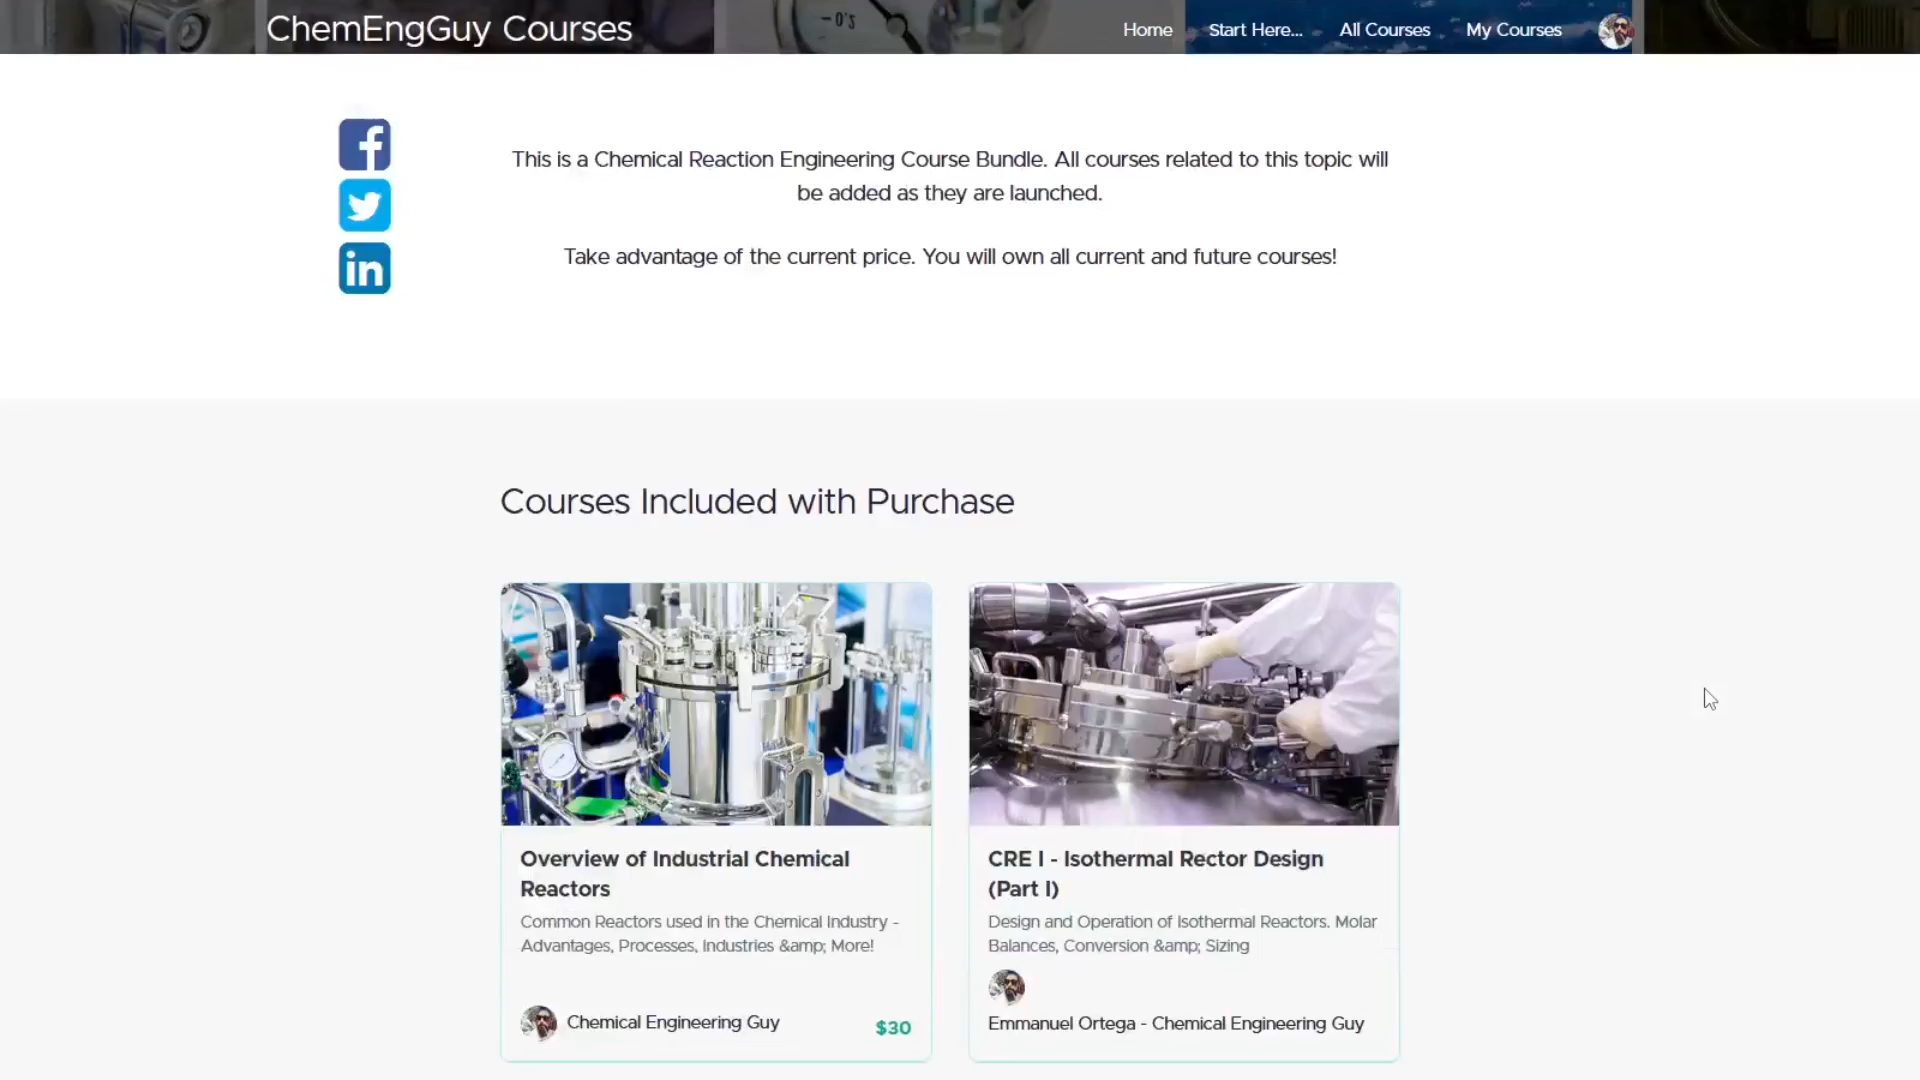 ChemEngGuy Courses
Home
Start Here...
All Courses
My Courses
This is a Chemical Reaction Engineering Course Bundle. All courses related to this topic will
be added as they are launched.
Take advantage of the current price. You will own all current and future courses!
Courses Included with Purchase
Overview of Industrial Chemical
Reactors
Common Reactors used in the Chemical Industry -
Advantages, Processes, Industries &amp; More!
Chemical Engineering Guy
$30
CRE I - Isothermal Rector Design
(Part I)
Design and Operation of Isothermal Reactors. Molar
Balances, Conversion &amp; Sizing
Emmanuel Ortega - Chemical Engineering Guy